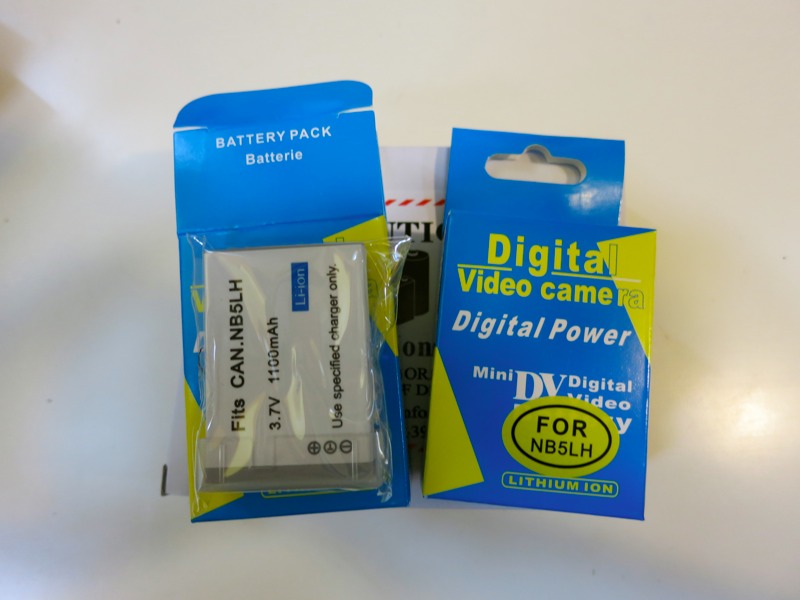 BATTERY PACK
Batterie
Fits CAN.NB5LH
3.7V 1100mAh
Li-ion
Use specified charger only.
Digital
Video camera
Digital Power
Mini DV Digital
Video
FOR
NB5LH
LITHIUM ION